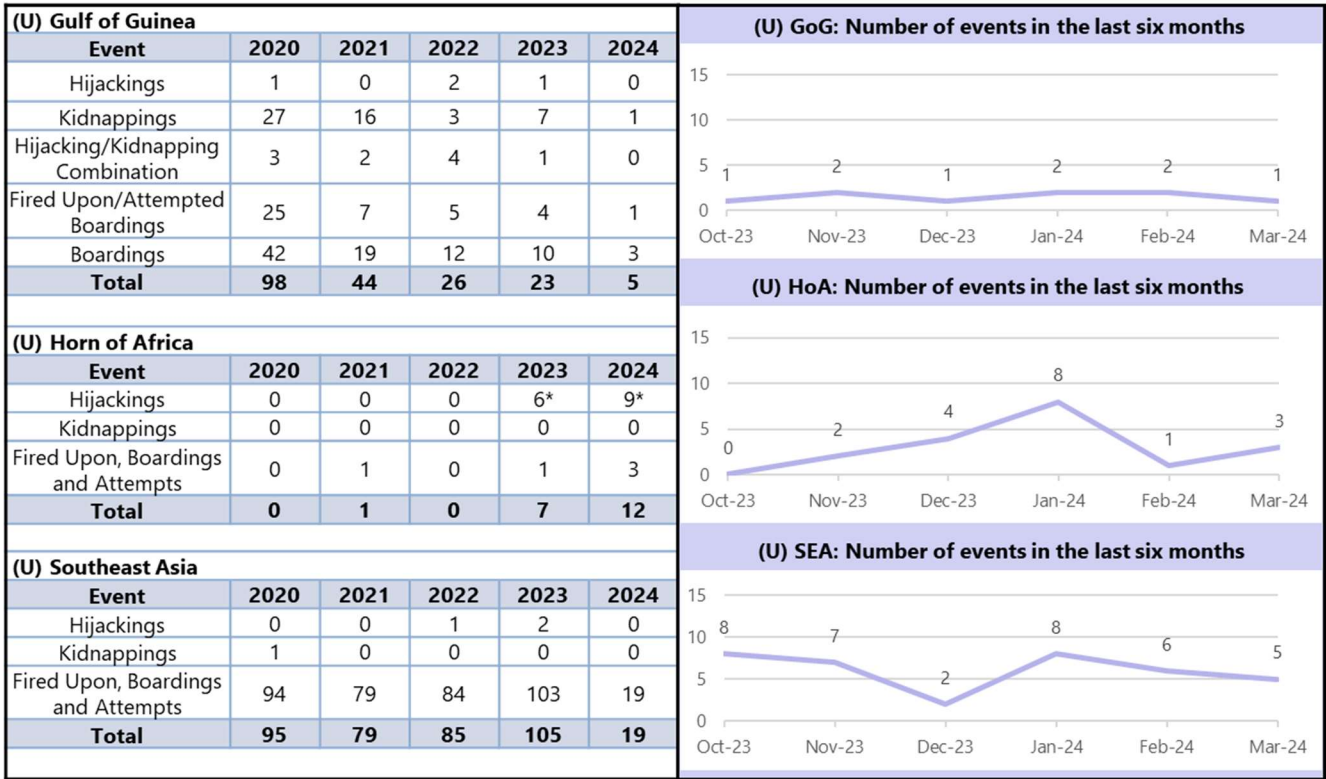 (U) Gulf of Guinea
Event 2020 2021 2022 2023 2024
Hijackings 1 0 2 1 0
Kidnappings 27 16 3 7 1
Hijacking/Kidnapping
Combination 3 2 4 1 0
Fired Upon/Attempted
Boardings 25 7 5 4 1
Boardings 42 19 12 10 3
Total 98 44 26 23 5
(U) Horn of Africa
Event 2020 2021 2022 2023 2024
Hijackings 0 0 0 6* 9*
Kidnappings 0 0 0 0 0
Fired Upon, Boardings
and Attempts 0 1 0 1 3
Total 0 1 0 7 12
(U) Southeast Asia
Event 2020 2021 2022 2023 2024
Hijackings 0 0 1 2 0
Kidnappings 1 0 0 0 0
Fired Upon, Boardings
and Attempts 94 79 84 103 19
Total 95 79 85 105 19
(U) GoG: Number of events in the last six months
15
10
5
0
1 2 1 2 2 1
Oct-23 Nov-23 Dec-23 Jan-24 Feb-24 Mar-24
(U) HoA: Number of events in the last six months
15
10
5
0
0 2 4 8 1 3
Oct-23 Nov-23 Dec-23 Jan-24 Feb-24 Mar-24
(U) SEA: Number of events in the last six months
15
10
5
0
8 7 2 8 6 5
Oct-23 Nov-23 Dec-23 Jan-24 Feb-24 Mar-24